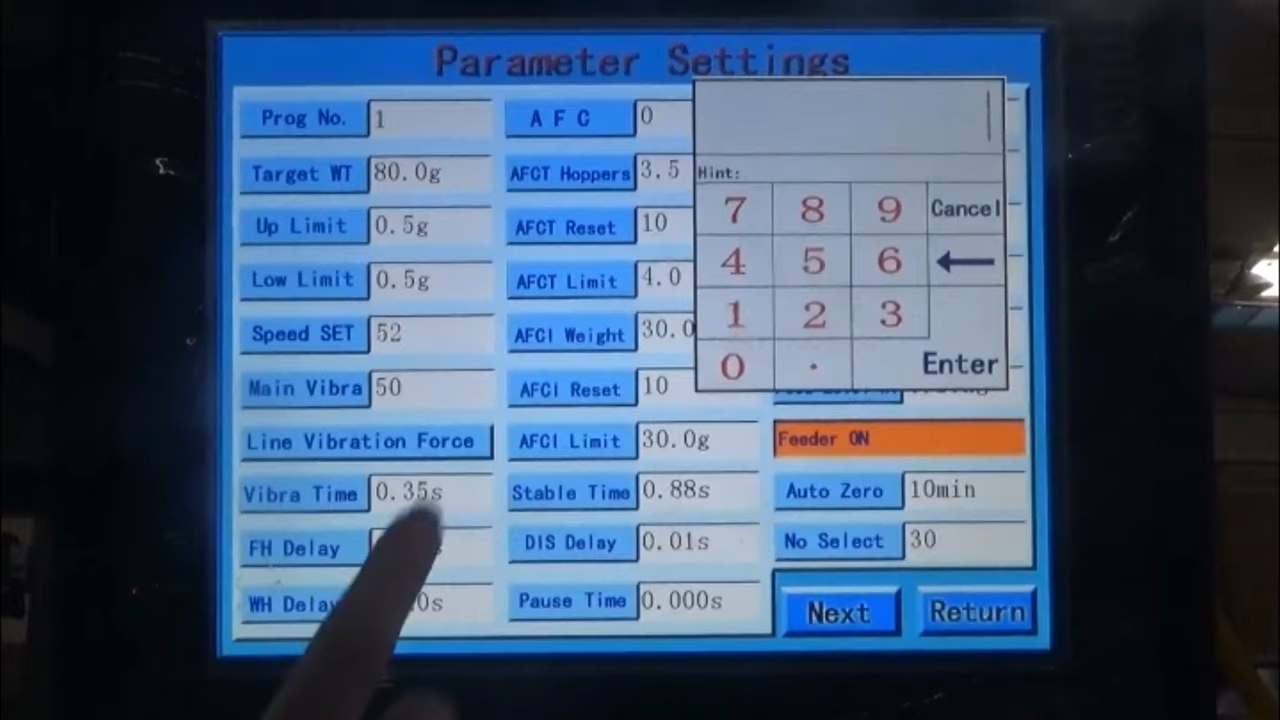 Parameter Settings
Prog No. 1
Target WT 80.0g
Up Limit 0.5g
Low Limit 0.5g
Speed SET 52
Main Vibra 50
Line Vibration Force
Vibra Time 0.35s
FH Delay
WH Delay 0s
A F C 0
AFCT Hoppers 3.5
AFCT Reset 10
AFCT Limit 4.0
AFCI Weight 30.0
AFCI Reset 10
AFCI Limit 30.0g
Stable Time 0.88s
DIS Delay 0.01s
Pause Time 0.000s
Hint:
7 8 9 Cancel
4 5 6 ←
1 2 3
0 . Enter
Feeder ON
Auto Zero 10min
No Select 30
Next Return